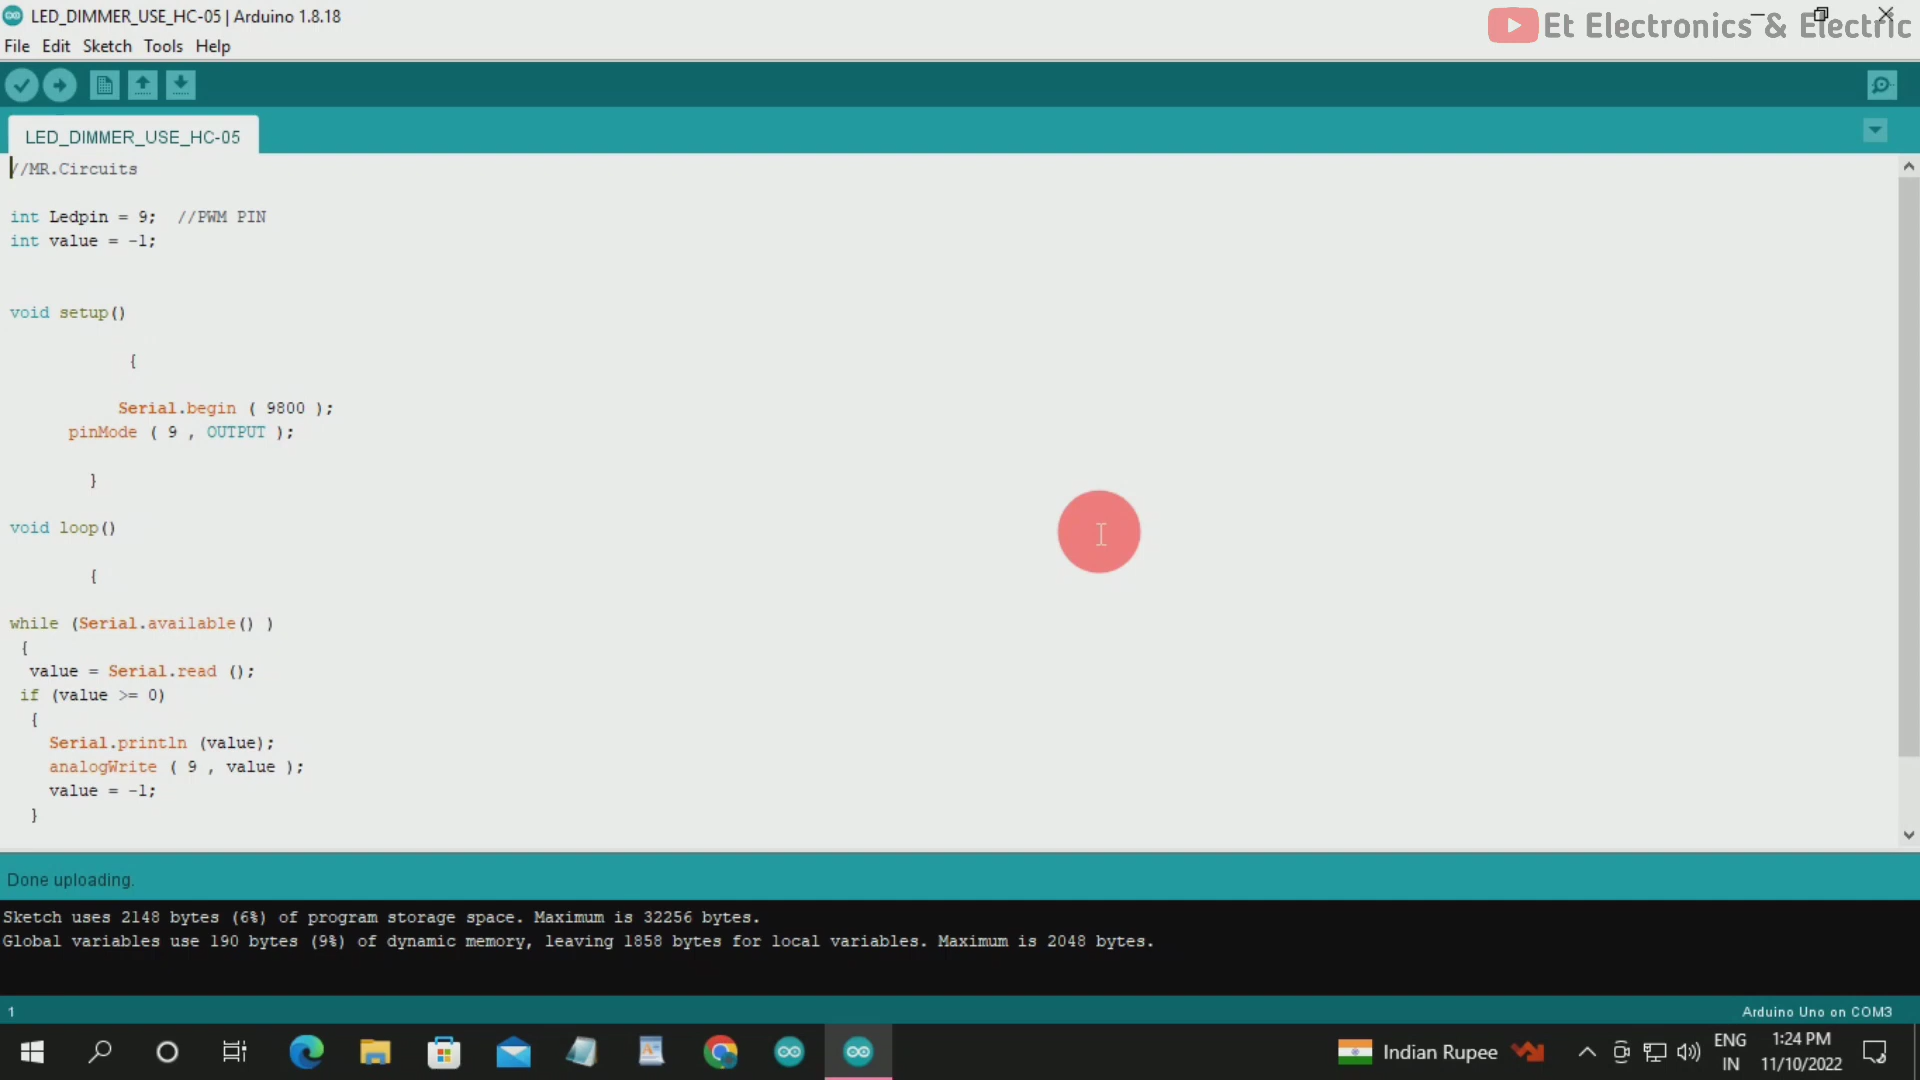 LED_DIMMER_USE_HC-05 | Arduino 1.8.18
Et Electronics & Electric
File Edit Sketch Tools Help
LED_DIMMER_USE_HC-05
//MR.Circuits
int Ledpin = 9; //PWM PIN
int value = -1;
void setup()
{
Serial.begin ( 9800 );
pinMode ( 9 , OUTPUT );
}
void loop()
{
while (Serial.available() )
{
value = Serial.read ();
if (value >= 0)
{
Serial.println (value);
analogWrite ( 9 , value );
value = -1;
}
Done uploading.
Sketch uses 2148 bytes (6%) of program storage space. Maximum is 32256 bytes.
Global variables use 190 bytes (9%) of dynamic memory, leaving 1858 bytes for local variables. Maximum is 2048 bytes.
1
Arduino Uno on COM3
Indian Rupee
ENG
IN
1:24 PM
11/10/2022